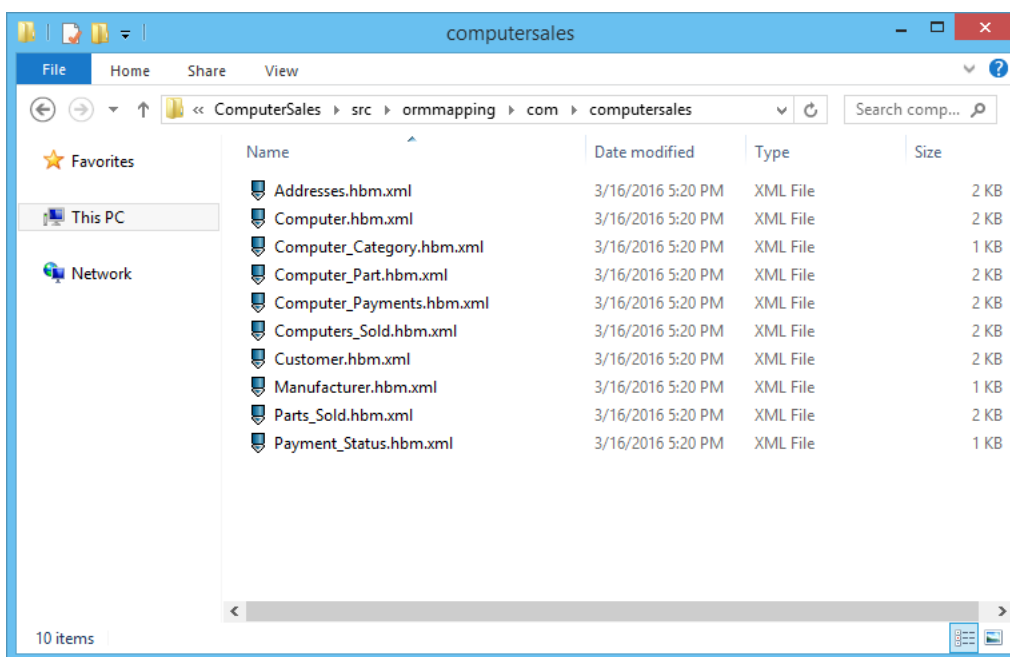 computersales
File Home Share View
« ComputerSales src ormmapping com computersales Search comp...
Favorites
This PC
Network
Name Date modified Type Size
Addresses.hbm.xml 3/16/2016 5:20 PM XML File 2 KB
Computer.hbm.xml 3/16/2016 5:20 PM XML File 2 KB
Computer_Category.hbm.xml 3/16/2016 5:20 PM XML File 1 KB
Computer_Part.hbm.xml 3/16/2016 5:20 PM XML File 2 KB
Computer_Payments.hbm.xml 3/16/2016 5:20 PM XML File 2 KB
Computers_Sold.hbm.xml 3/16/2016 5:20 PM XML File 2 KB
Customer.hbm.xml 3/16/2016 5:20 PM XML File 2 KB
Manufacturer.hbm.xml 3/16/2016 5:20 PM XML File 1 KB
Parts_Sold.hbm.xml 3/16/2016 5:20 PM XML File 2 KB
Payment_Status.hbm.xml 3/16/2016 5:20 PM XML File 1 KB
10 items